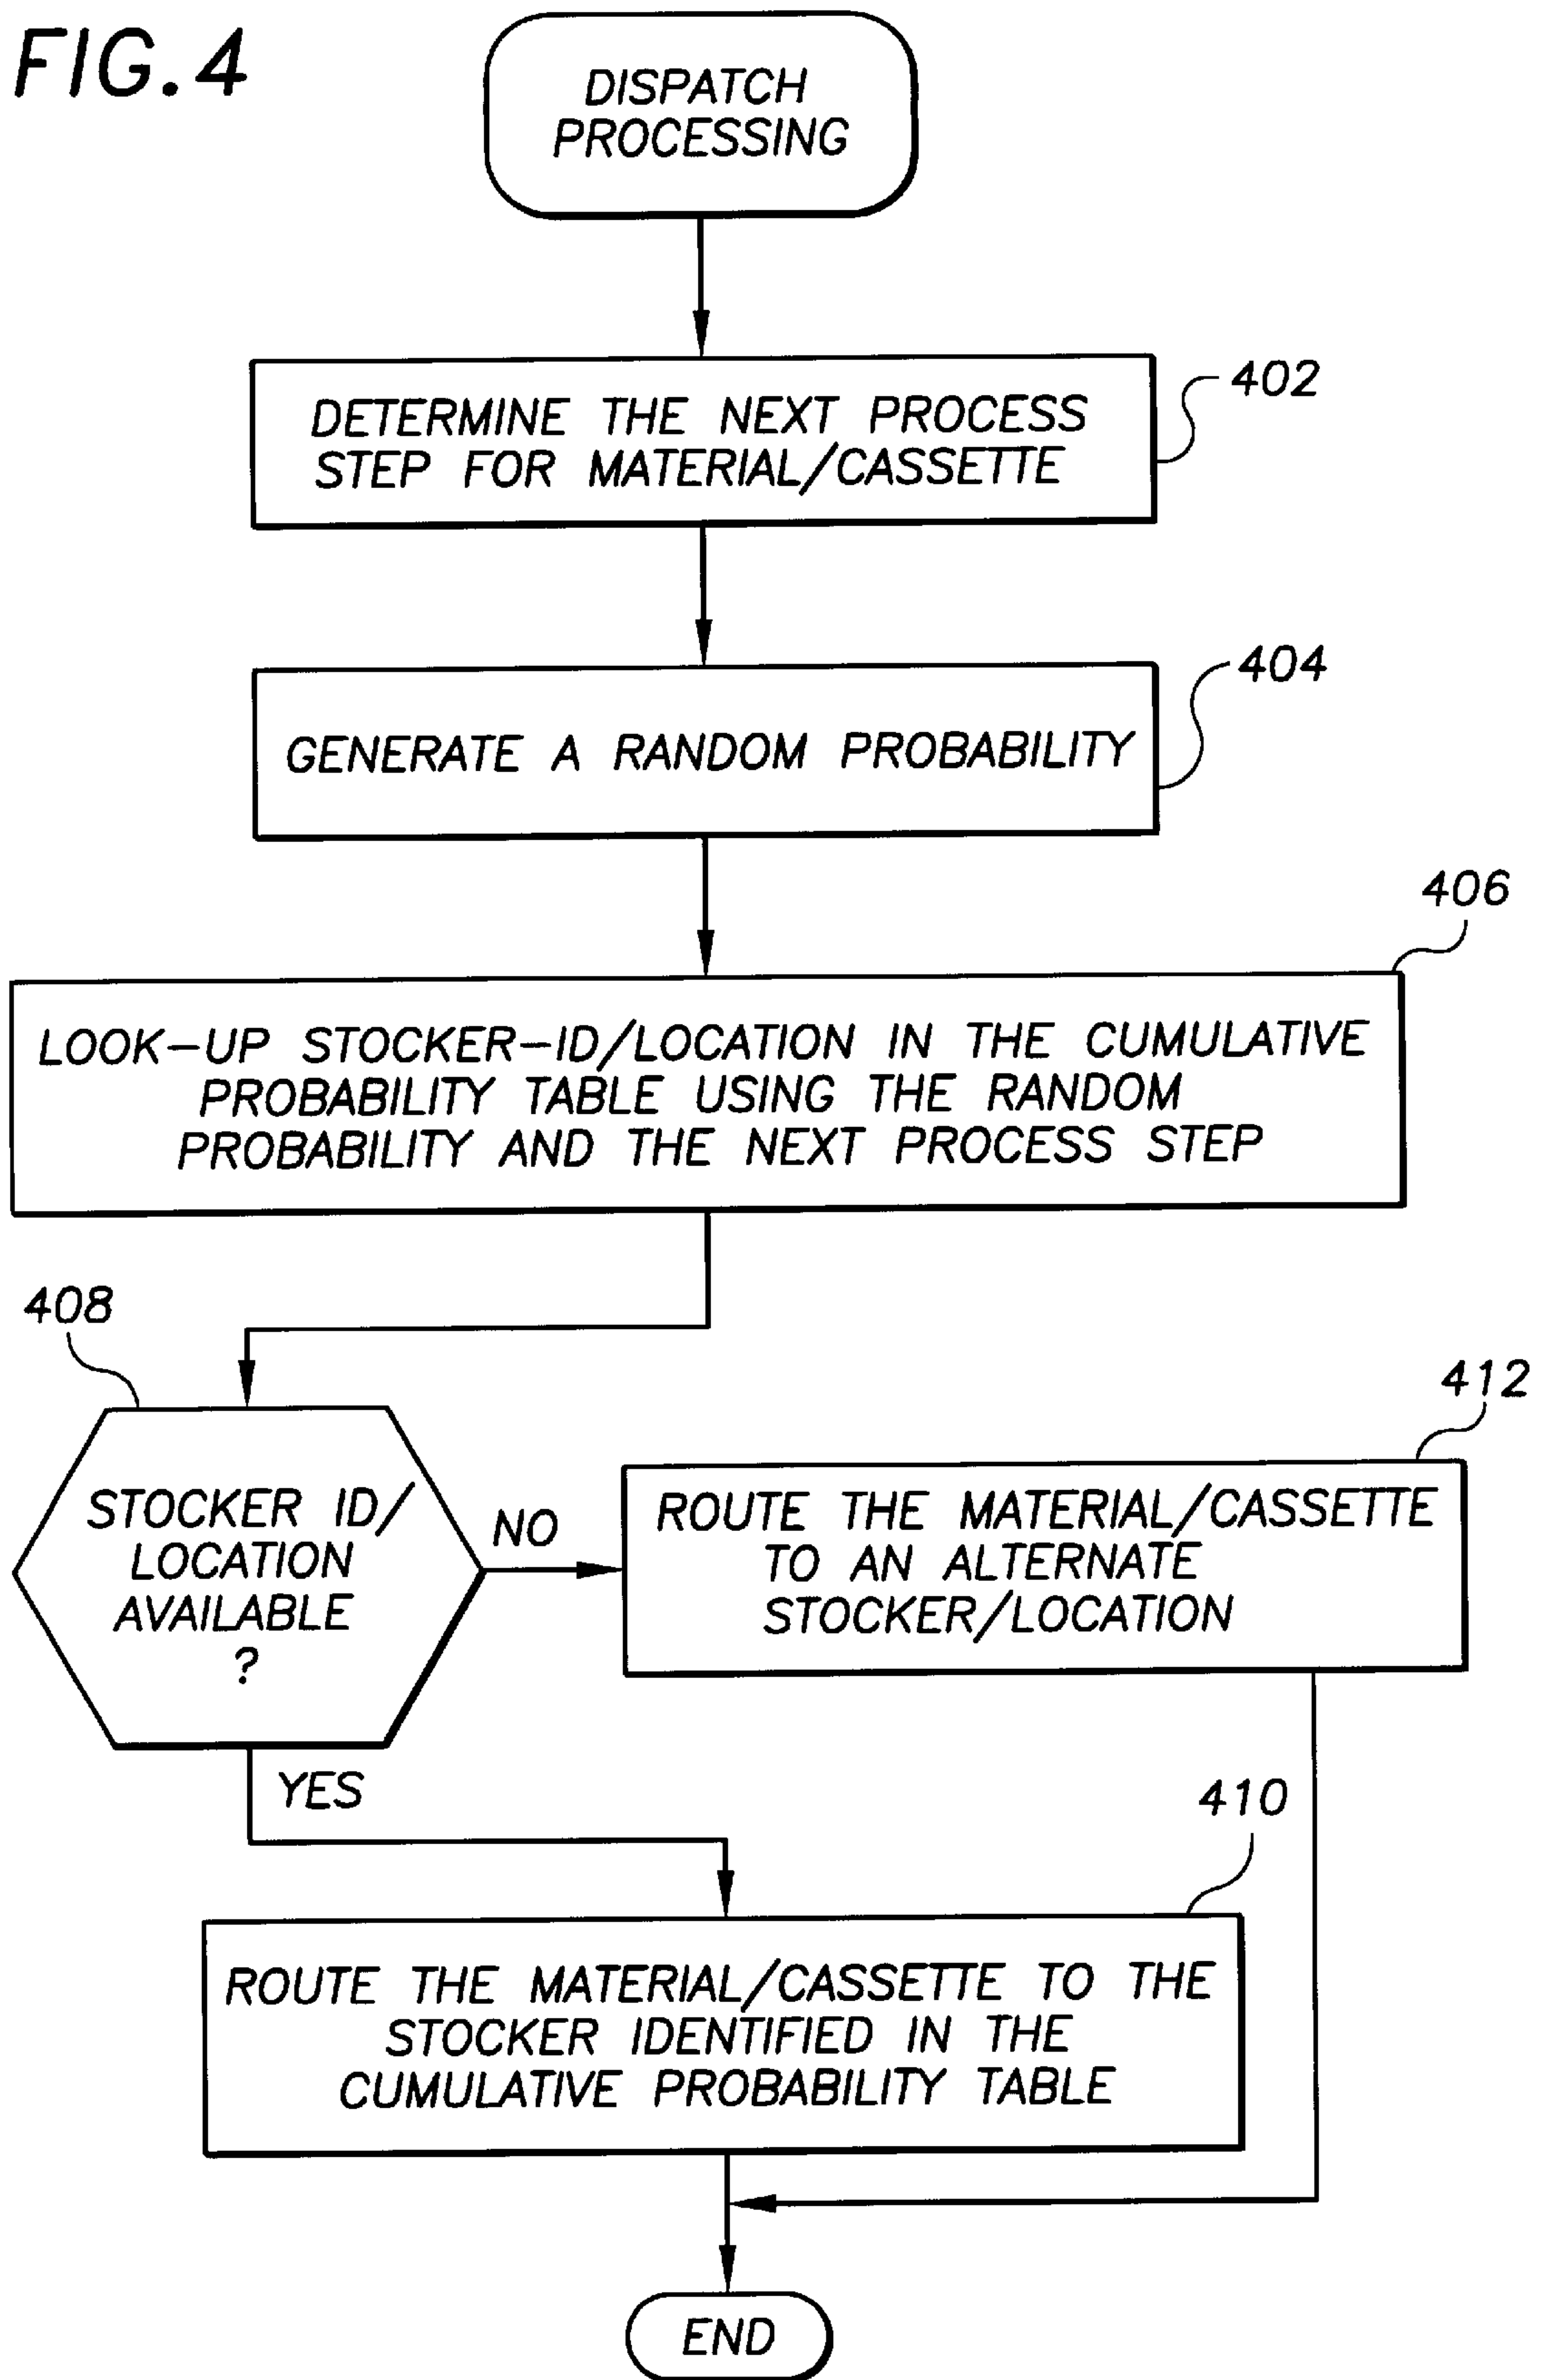 FIG.4
DISPATCH
PROCESSING
402
DETERMINE THE NEXT PROCESS
STEP FOR MATERIAL/CASSETTE
404
GENERATE A RANDOM PROBABILITY
406
LOOK-UP STOCKER-ID/LOCATION IN THE CUMULATIVE
PROBABILITY TABLE USING THE RANDOM
PROBABILITY AND THE NEXT PROCESS STEP
408
STOCKER ID/
LOCATION
AVAILABLE
?
NO
412
ROUTE THE MATERIAL/CASSETTE
TO AN ALTERNATE
STOCKER/LOCATION
YES
410
ROUTE THE MATERIAL/CASSETTE TO THE
STOCKER IDENTIFIED IN THE
CUMULATIVE PROBABILITY TABLE
END